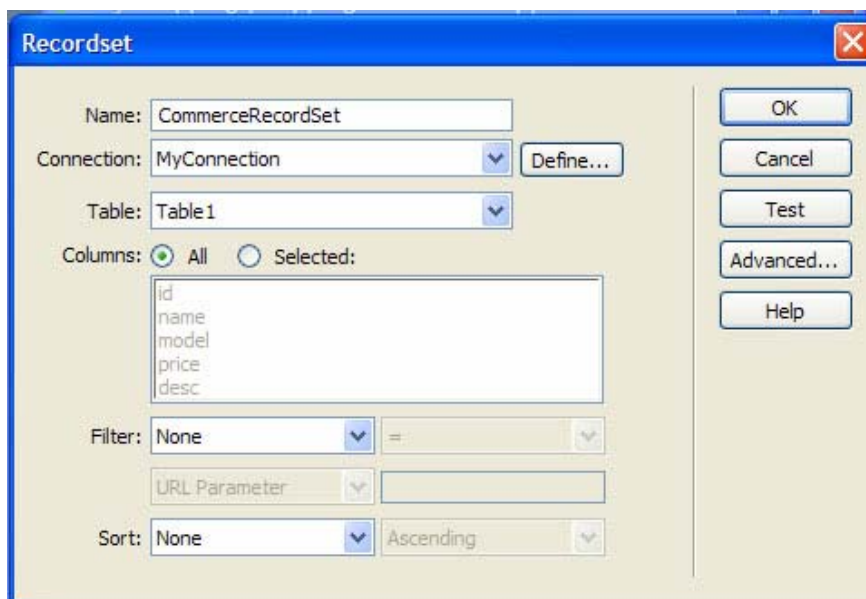 Recordset
Name: CommerceRecordSet
OK
Connection: MyConnection Define...
Cancel
Table: Table1
Test
Columns: All Selected:
Advanced...
id
name
model
price
desc
Help
Filter: None =
URL Parameter
Sort: None Ascending